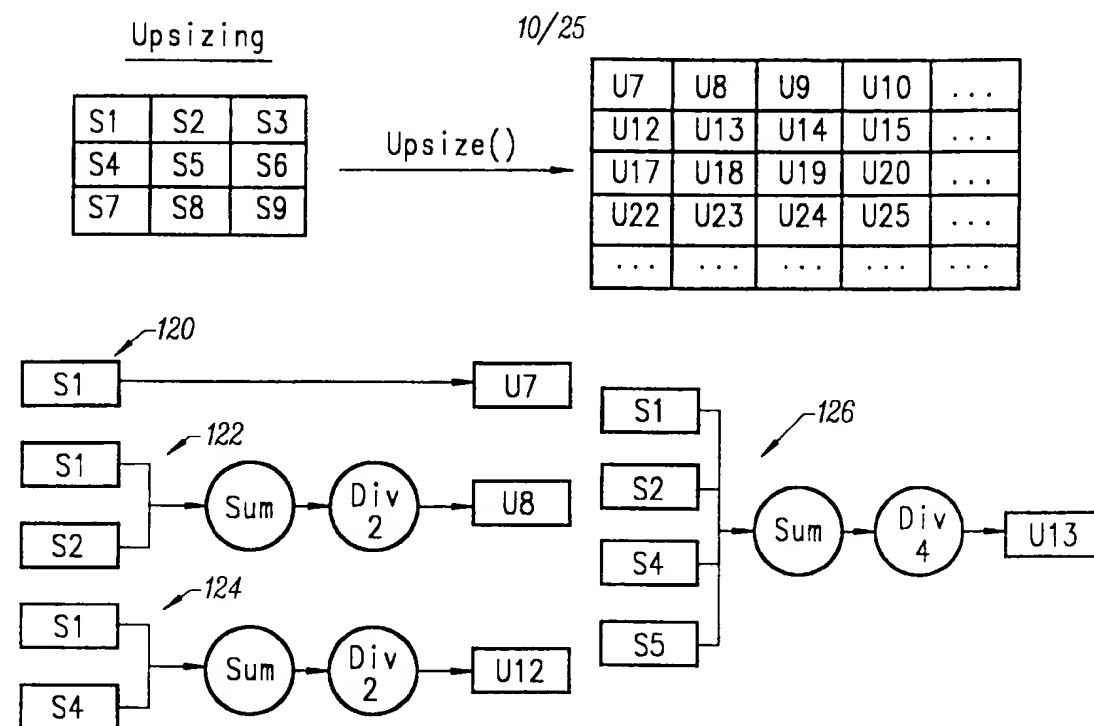 Upsizing
10/25
S1 S2 S3
S4 S5 S6
S7 S8 S9
Upsize()
U7 U8 U9 U10 ...
U12 U13 U14 U15 ...
U17 U18 U19 U20 ...
U22 U23 U24 U25 ...
... ... ... ... ...
120
S1 U7
122
S1
S2
Sum
Div 2
U8
124
S1
S4
Sum
Div 2
U12
126
S1
S2
S4
S5
Sum
Div 4
U13